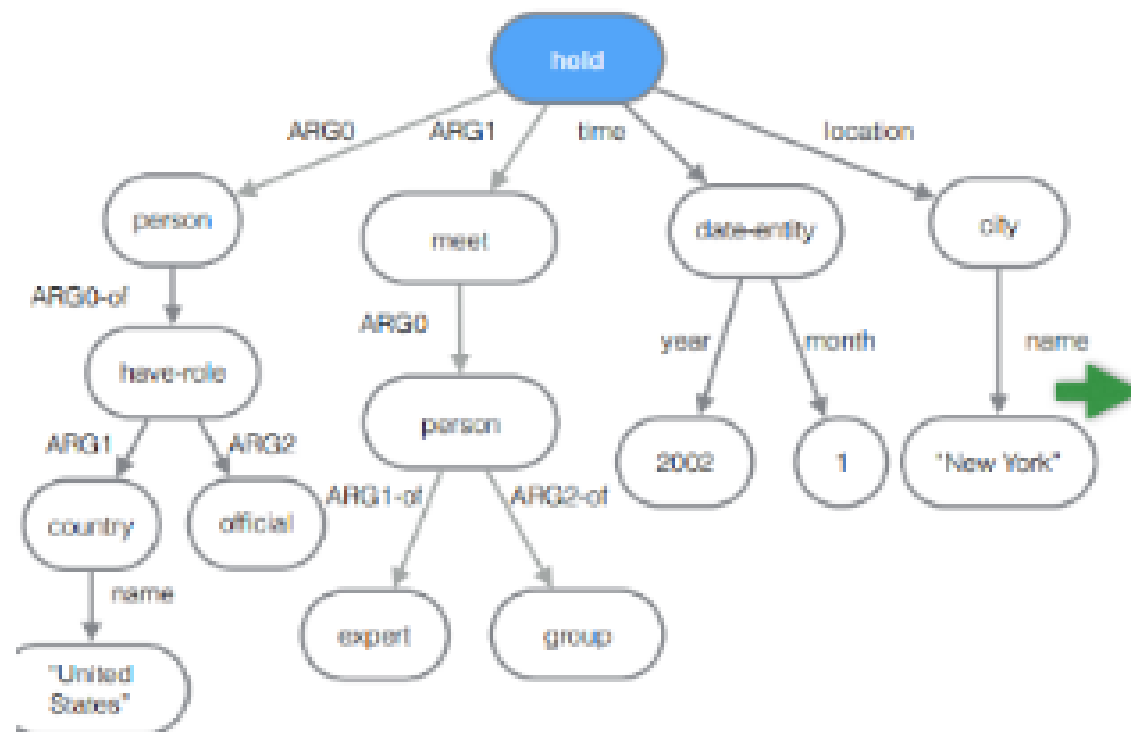 hold
ARG0
ARG1
time
location
person
meet
date-entity
city
ARG0-of
ARG0
year
month
name
have-role
person
ARG1
ARG2
2002
1
"New York"
ARG1-of
ARG2-of
country
official
name
expert
group
"United
States"